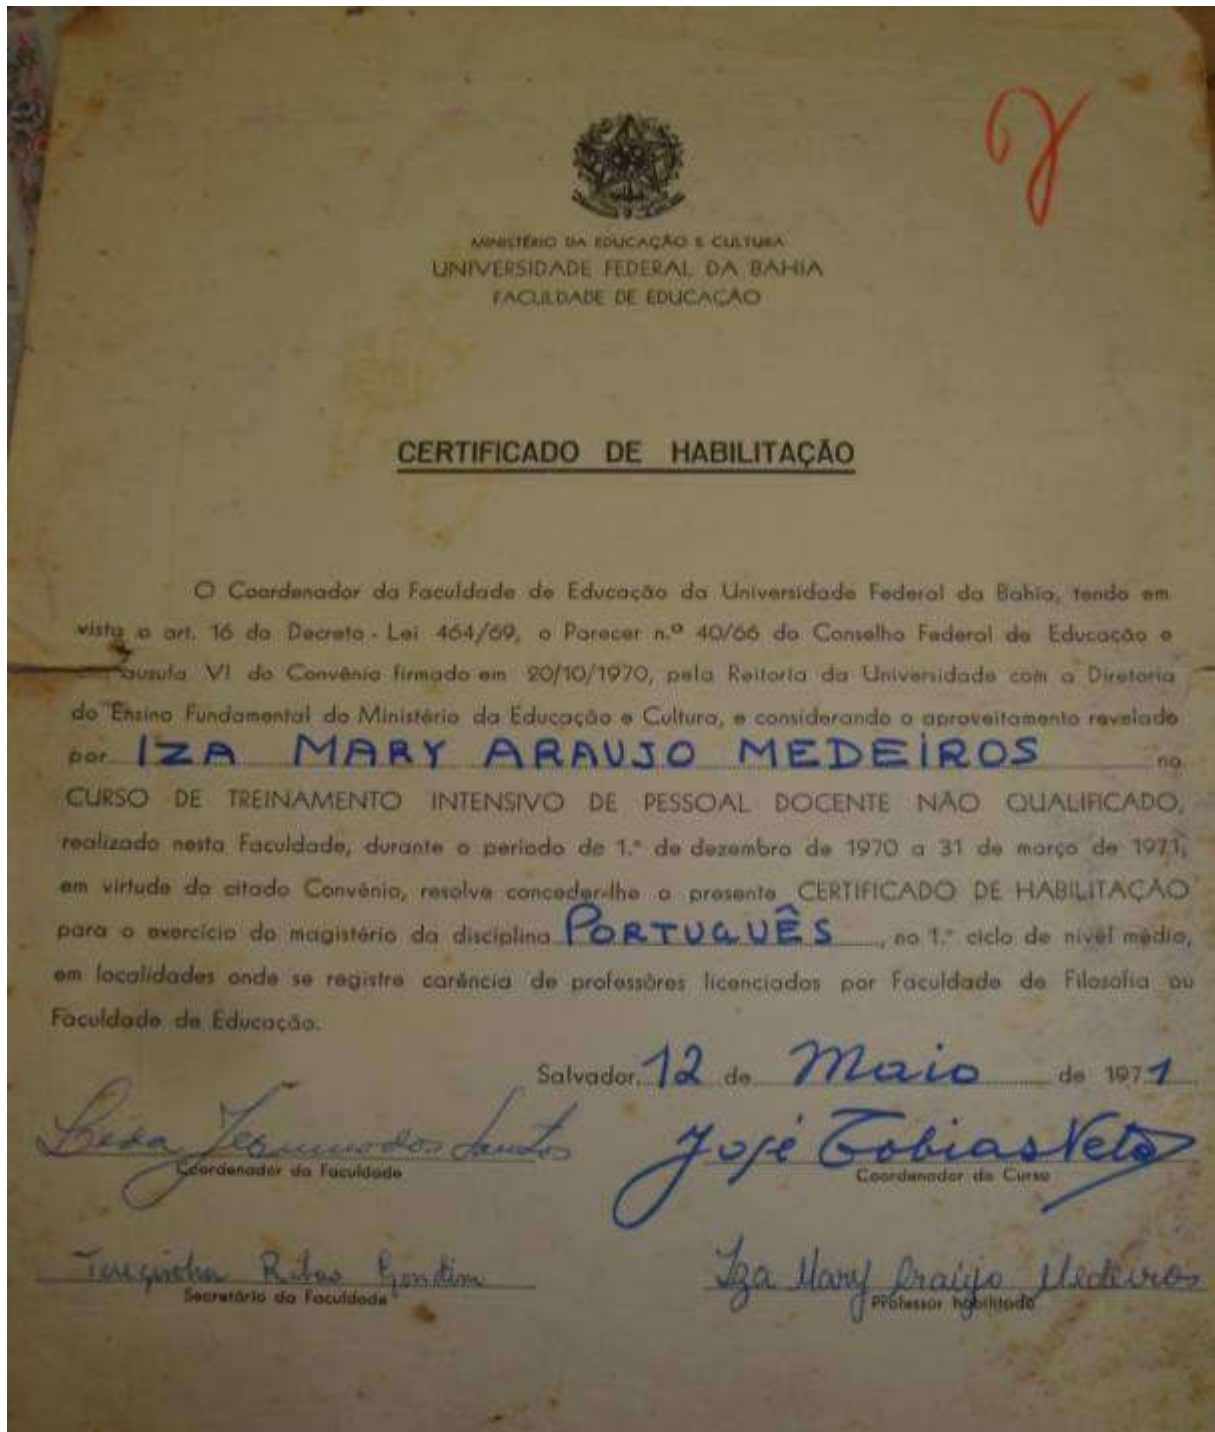 MINISTÉRIO DA EDUCAÇÃO E CULTURA
UNIVERSIDADE FEDERAL DA BAHIA
FACULDADE DE EDUCAÇÃO
CERTIFICADO DE HABILITAÇÃO
O Coordenador da Faculdade de Educação da Universidade Federal da Bahia, tendo em
vista o art. 16 do Decreto-Lei 464/69, o Parecer n.º 40/66 do Conselho Federal de Educação e
ausula VI do Convênio firmado em 20/10/1970, pela Reitoria da Universidade com a Diretoria
do Ensino Fundamental do Ministério da Educação e Cultura, e considerando o aproveitamento revelado
por IZA MARY ARAUJO MEDEIROS no
CURSO DE TREINAMENTO INTENSIVO DE PESSOAL DOCENTE NÃO QUALIFICADO,
realizado nesta Faculdade, durante o período de 1.º de dezembro de 1970 a 31 de março de 1971,
em virtude do citado Convênio, resolve conceder-lhe o presente CERTIFICADO DE HABILITAÇÃO
para o exercício do magistério da disciplina PORTUGUÊS, no 1.º ciclo de nível médio,
em localidades onde se registre carência de professôres licenciados por Faculdade de Filosofia ou
Faculdade de Educação.
Salvador, 12 de Maio de 1971
Leda Jesuino dos Santos José Tobias Neto
Coordenador da Faculdade Coordenador do Curso
Terezinha Gondim Iza Mary Araújo Medeiros
Secretário da Faculdade Professor habilitado